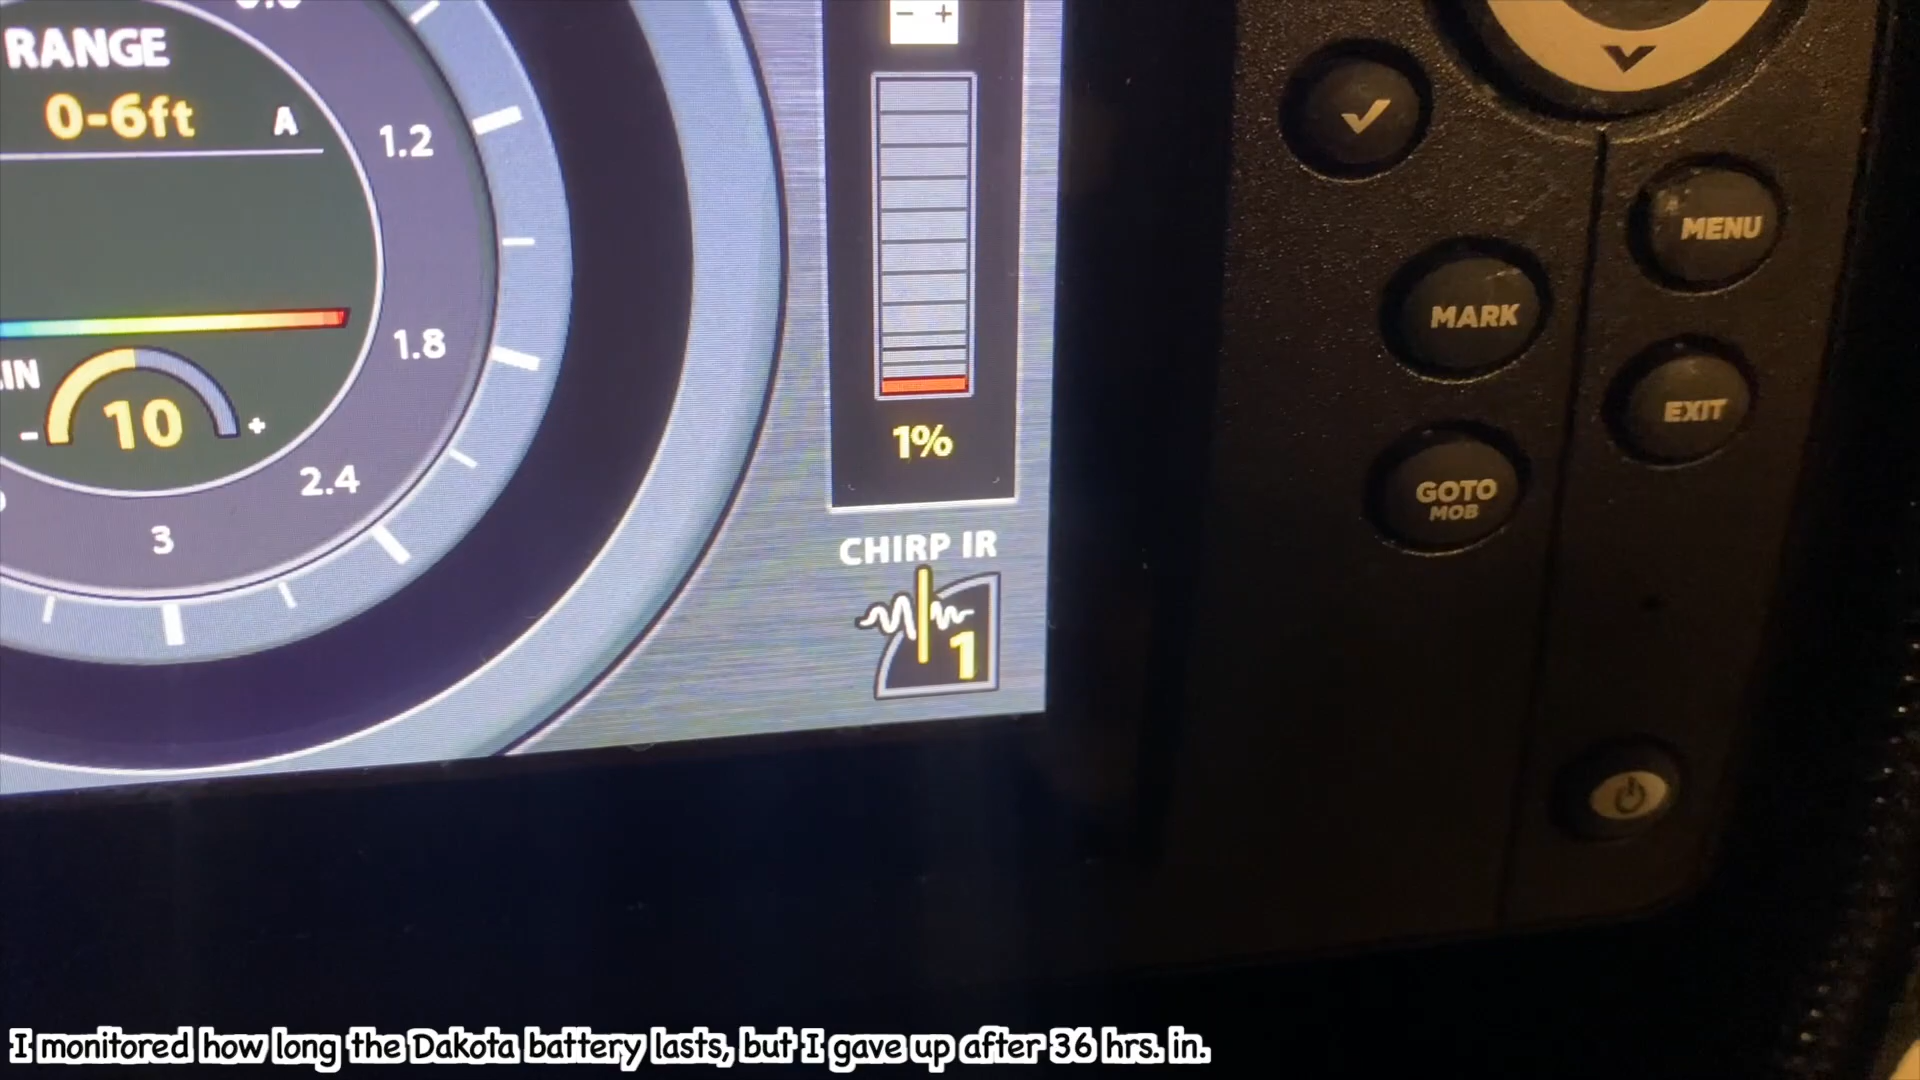 RANGE
0-6ft A
- +
1.2
1.8
- 10 +
2.4
3
1%
CHIRP IR
1
MENU
MARK
EXIT
GOTO
MOB
I monitored how long the Dakota battery lasts, but I gave up after 36 hrs. in.